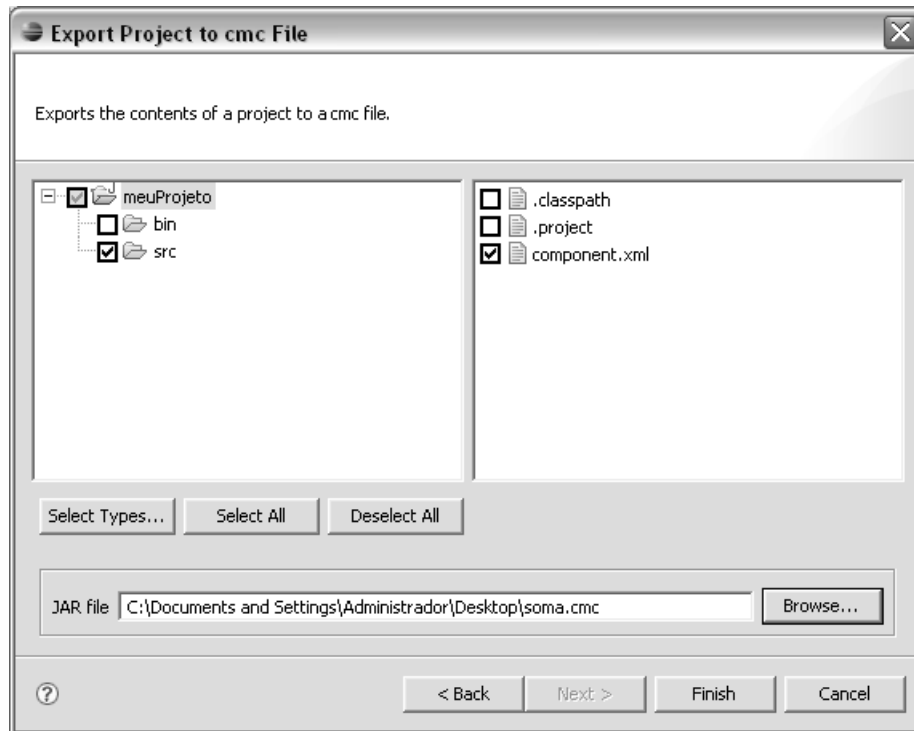 Export Project to cmc File
Exports the contents of a project to a cmc file.
meuProjeto
bin
src
.classpath
.project
component.xml
Select Types...
Select All
Deselect All
JAR file
C:\Documents and Settings\Administrador\Desktop\soma.cmc
Browse...
?
< Back
Next >
Finish
Cancel